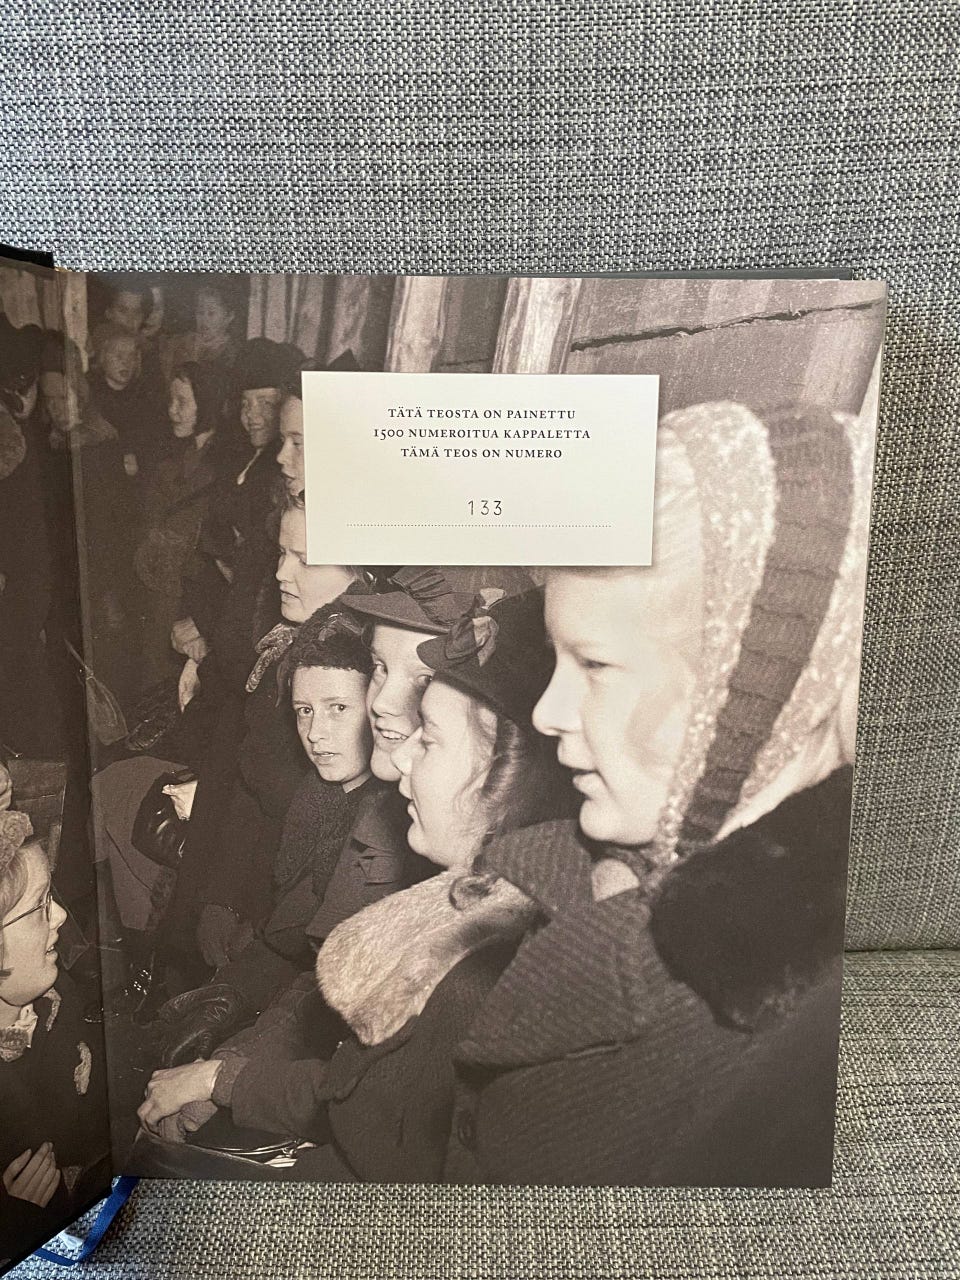 TÄTÄ TEOSTA ON PAINETTU
1500 NUMEROITUA KAPPALETTA
TÄMÄ TEOS ON NUMERO
133